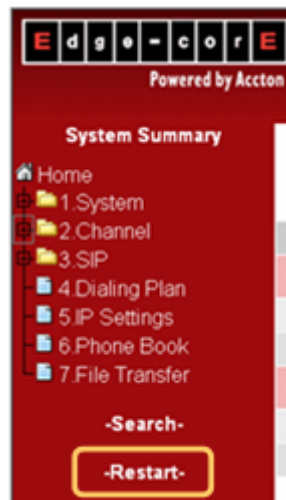 Edge-corE
Powered by Accton
System Summary
Home
1.System
2.Channel
3.SIP
4.Dialing Plan
5.IP Settings
6.Phone Book
7.File Transfer
-Search-
-Restart-